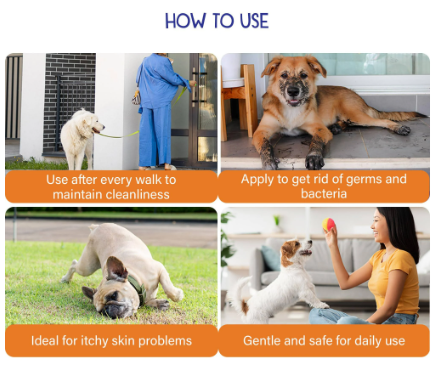 HOW TO USE
Use after every walk to
maintain cleanliness
Apply to get rid of germs and
bacteria
Ideal for itchy skin problems
Gentle and safe for daily use